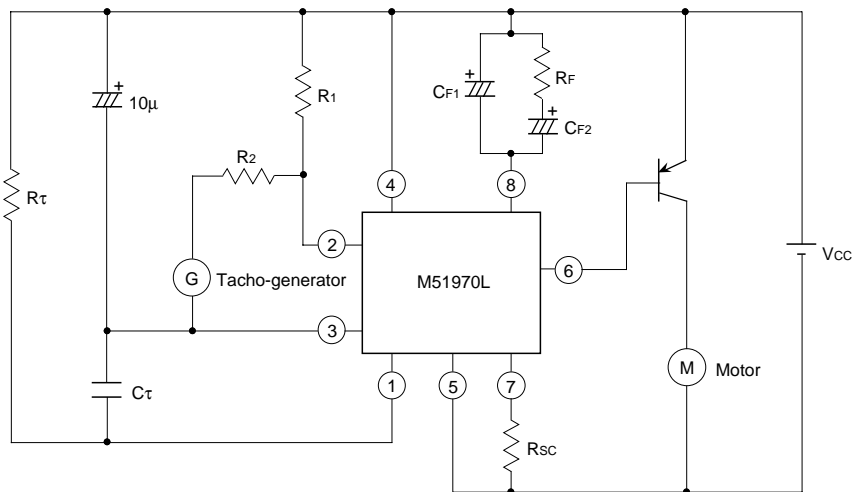 10μ
R1
RF
CF1
CF2
R2
4
8
Rτ
2
6
VCC
G
Tacho-generator
M51970L
3
1
5
7
M
Motor
Cτ
RSC